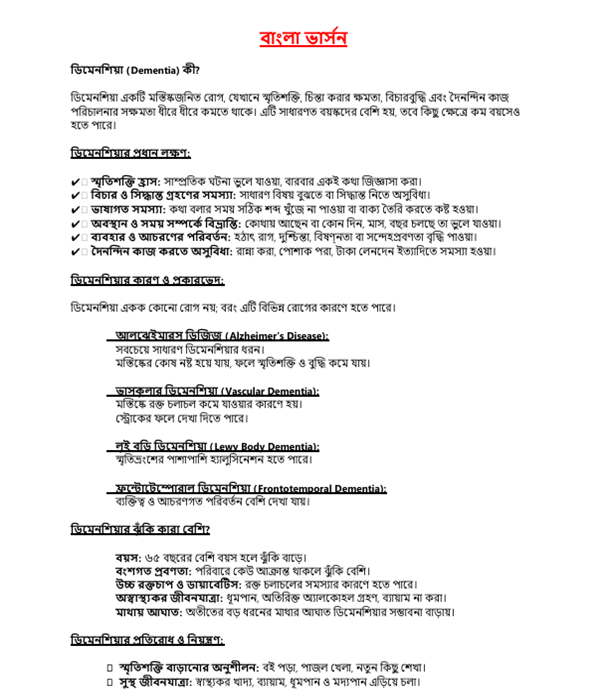 বাংলা ভার্সন
ডিমেনশিয়া (Dementia) কী?
ডিমেনশিয়া একটি মস্তিষ্কজনিত রোগ, যেখানে স্মৃতিশক্তি, চিন্তা করার ক্ষমতা, বিচারবুদ্ধি এবং দৈনন্দিন কাজ
পরিচালনার সক্ষমতা ধীরে ধীরে কমতে থাকে। এটি সাধারণত বয়স্কদের বেশি হয়, তবে কিছু ক্ষেত্রে কম বয়সেও
হতে পারে।
ডিমেনশিয়ার প্রধান লক্ষণ:
✔ স্মৃতিশক্তি হ্রাস: সাম্প্রতিক ঘটনা ভুলে যাওয়া, বারবার একই কথা জিজ্ঞাসা করা।
✔ বিচার ও সিদ্ধান্ত গ্রহণের সমস্যা: সাধারণ বিষয় বুঝতে বা সিদ্ধান্ত নিতে অসুবিধা।
✔ ভাষাগত সমস্যা: কথা বলার সময় সঠিক শব্দ খুঁজে না পাওয়া বা বাক্য তৈরি করতে কষ্ট হওয়া।
✔ অবস্থান ও সময় সম্পর্কে বিভ্রান্তি: কোথায় আছেন বা কোন দিন, মাস, বছর চলছে তা ভুলে যাওয়া।
✔ ব্যবহার ও আচরণের পরিবর্তন: হঠাৎ রাগ, দুশ্চিন্তা, বিষণ্নতা বা সন্দেহপ্রবণতা বৃদ্ধি পাওয়া।
✔ দৈনন্দিন কাজ করতে অসুবিধা: রান্না করা, পোশাক পরা, টাকা লেনদেন ইত্যাদিতে সমস্যা হওয়া।
ডিমেনশিয়ার কারণ ও প্রকারভেদ:
ডিমেনশিয়া একক কোনো রোগ নয়; বরং এটি বিভিন্ন রোগের কারণে হতে পারে।
আলঝেইমারস ডিজিজ (Alzheimer's Disease):
সবচেয়ে সাধারণ ডিমেনশিয়ার ধরন।
মস্তিষ্কের কোষ নষ্ট হয়ে যায়, ফলে স্মৃতিশক্তি ও বুদ্ধি কমে যায়।
ভাসকুলার ডিমেনশিয়া (Vascular Dementia):
মস্তিষ্কে রক্ত চলাচল কমে যাওয়ার কারণে হয়।
স্ট্রোকের ফলে দেখা দিতে পারে।
লুই বডি ডিমেনশিয়া (Lewy Body Dementia):
স্মৃতিভ্রংশের পাশাপাশি হ্যালুসিনেশন হতে পারে।
ফ্রন্টোটেম্পোরাল ডিমেনশিয়া (Frontotemporal Dementia):
ব্যক্তিত্ব ও আচরণগত পরিবর্তন বেশি দেখা যায়।
ডিমেনশিয়ার ঝুঁকি কারা বেশি?
বয়স: ৬৫ বছরের বেশি বয়স হলে ঝুঁকি বাড়ে।
বংশগত প্রবণতা: পরিবারে কেউ আক্রান্ত থাকলে ঝুঁকি বেশি।
উচ্চ রক্তচাপ ও ডায়াবেটিস: রক্ত চলাচলের সমস্যার কারণে হতে পারে।
অস্বাস্থ্যকর জীবনযাত্রা: ধূমপান, অতিরিক্ত অ্যালকোহল গ্রহণ, ব্যায়াম না করা।
মাথায় আঘাত: অতীতের বড় ধরনের মাথার আঘাত ডিমেনশিয়ার সম্ভাবনা বাড়ায়।
ডিমেনশিয়ার প্রতিরোধ ও নিয়ন্ত্রণ:
স্মৃতিশক্তি বাড়ানোর অনুশীলন: বই পড়া, পাজল খেলা, নতুন কিছু শেখা।
সুস্থ জীবনযাত্রা: স্বাস্থ্যকর খাদ্য, ব্যায়াম, ধূমপান ও মদ্যপান এড়িয়ে চলা।